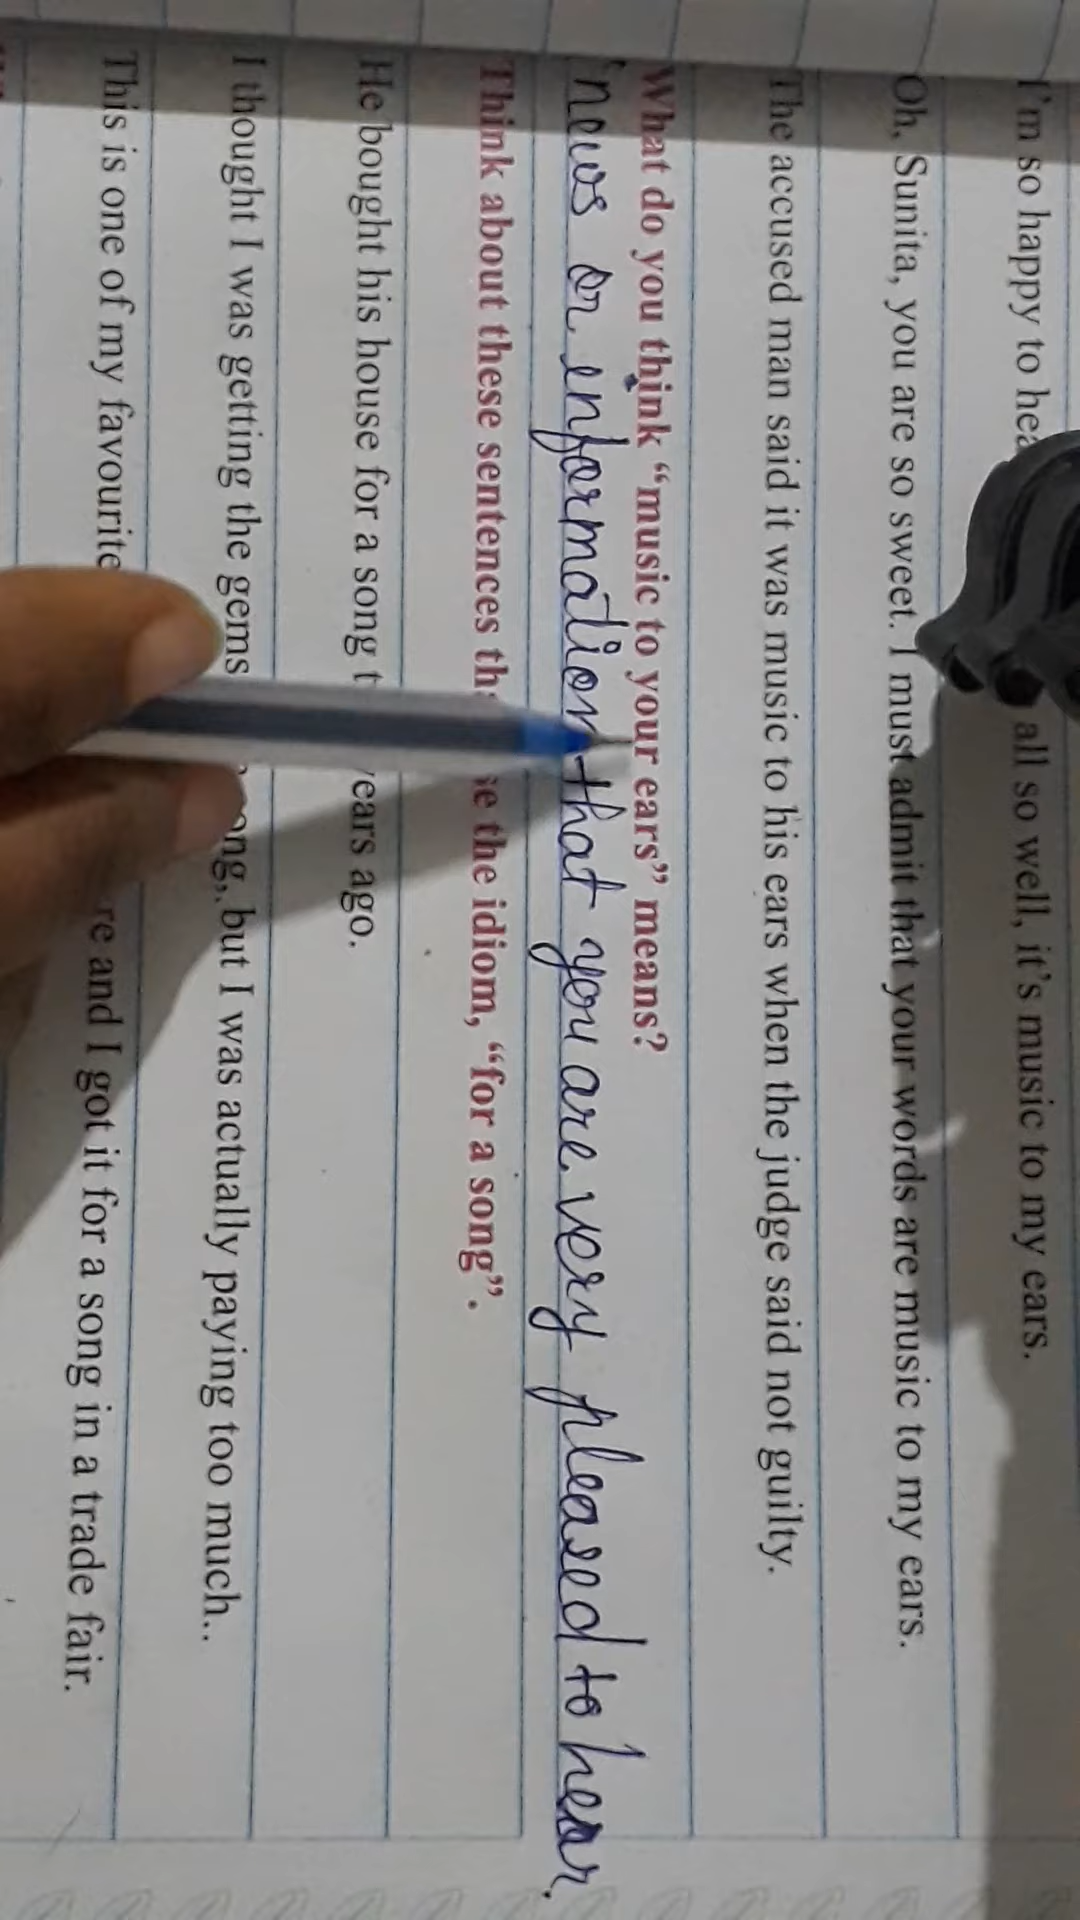 I'm so happy to hea all so well, it's music to my ears.
Oh, Sunita, you are so sweet. I must admit that your words are music to my ears.
The accused man said it was music to his ears when the judge said not guilty.
What do you think “music to your ears” means?
news or information that you are very pleased to hear.
Think about these sentences the idiom, “for a song”.
He bought his house for a song ears ago.
I thought I was getting the gems ong, but I was actually paying too much..
This is one of my favourite re and I got it for a song in a trade fair.